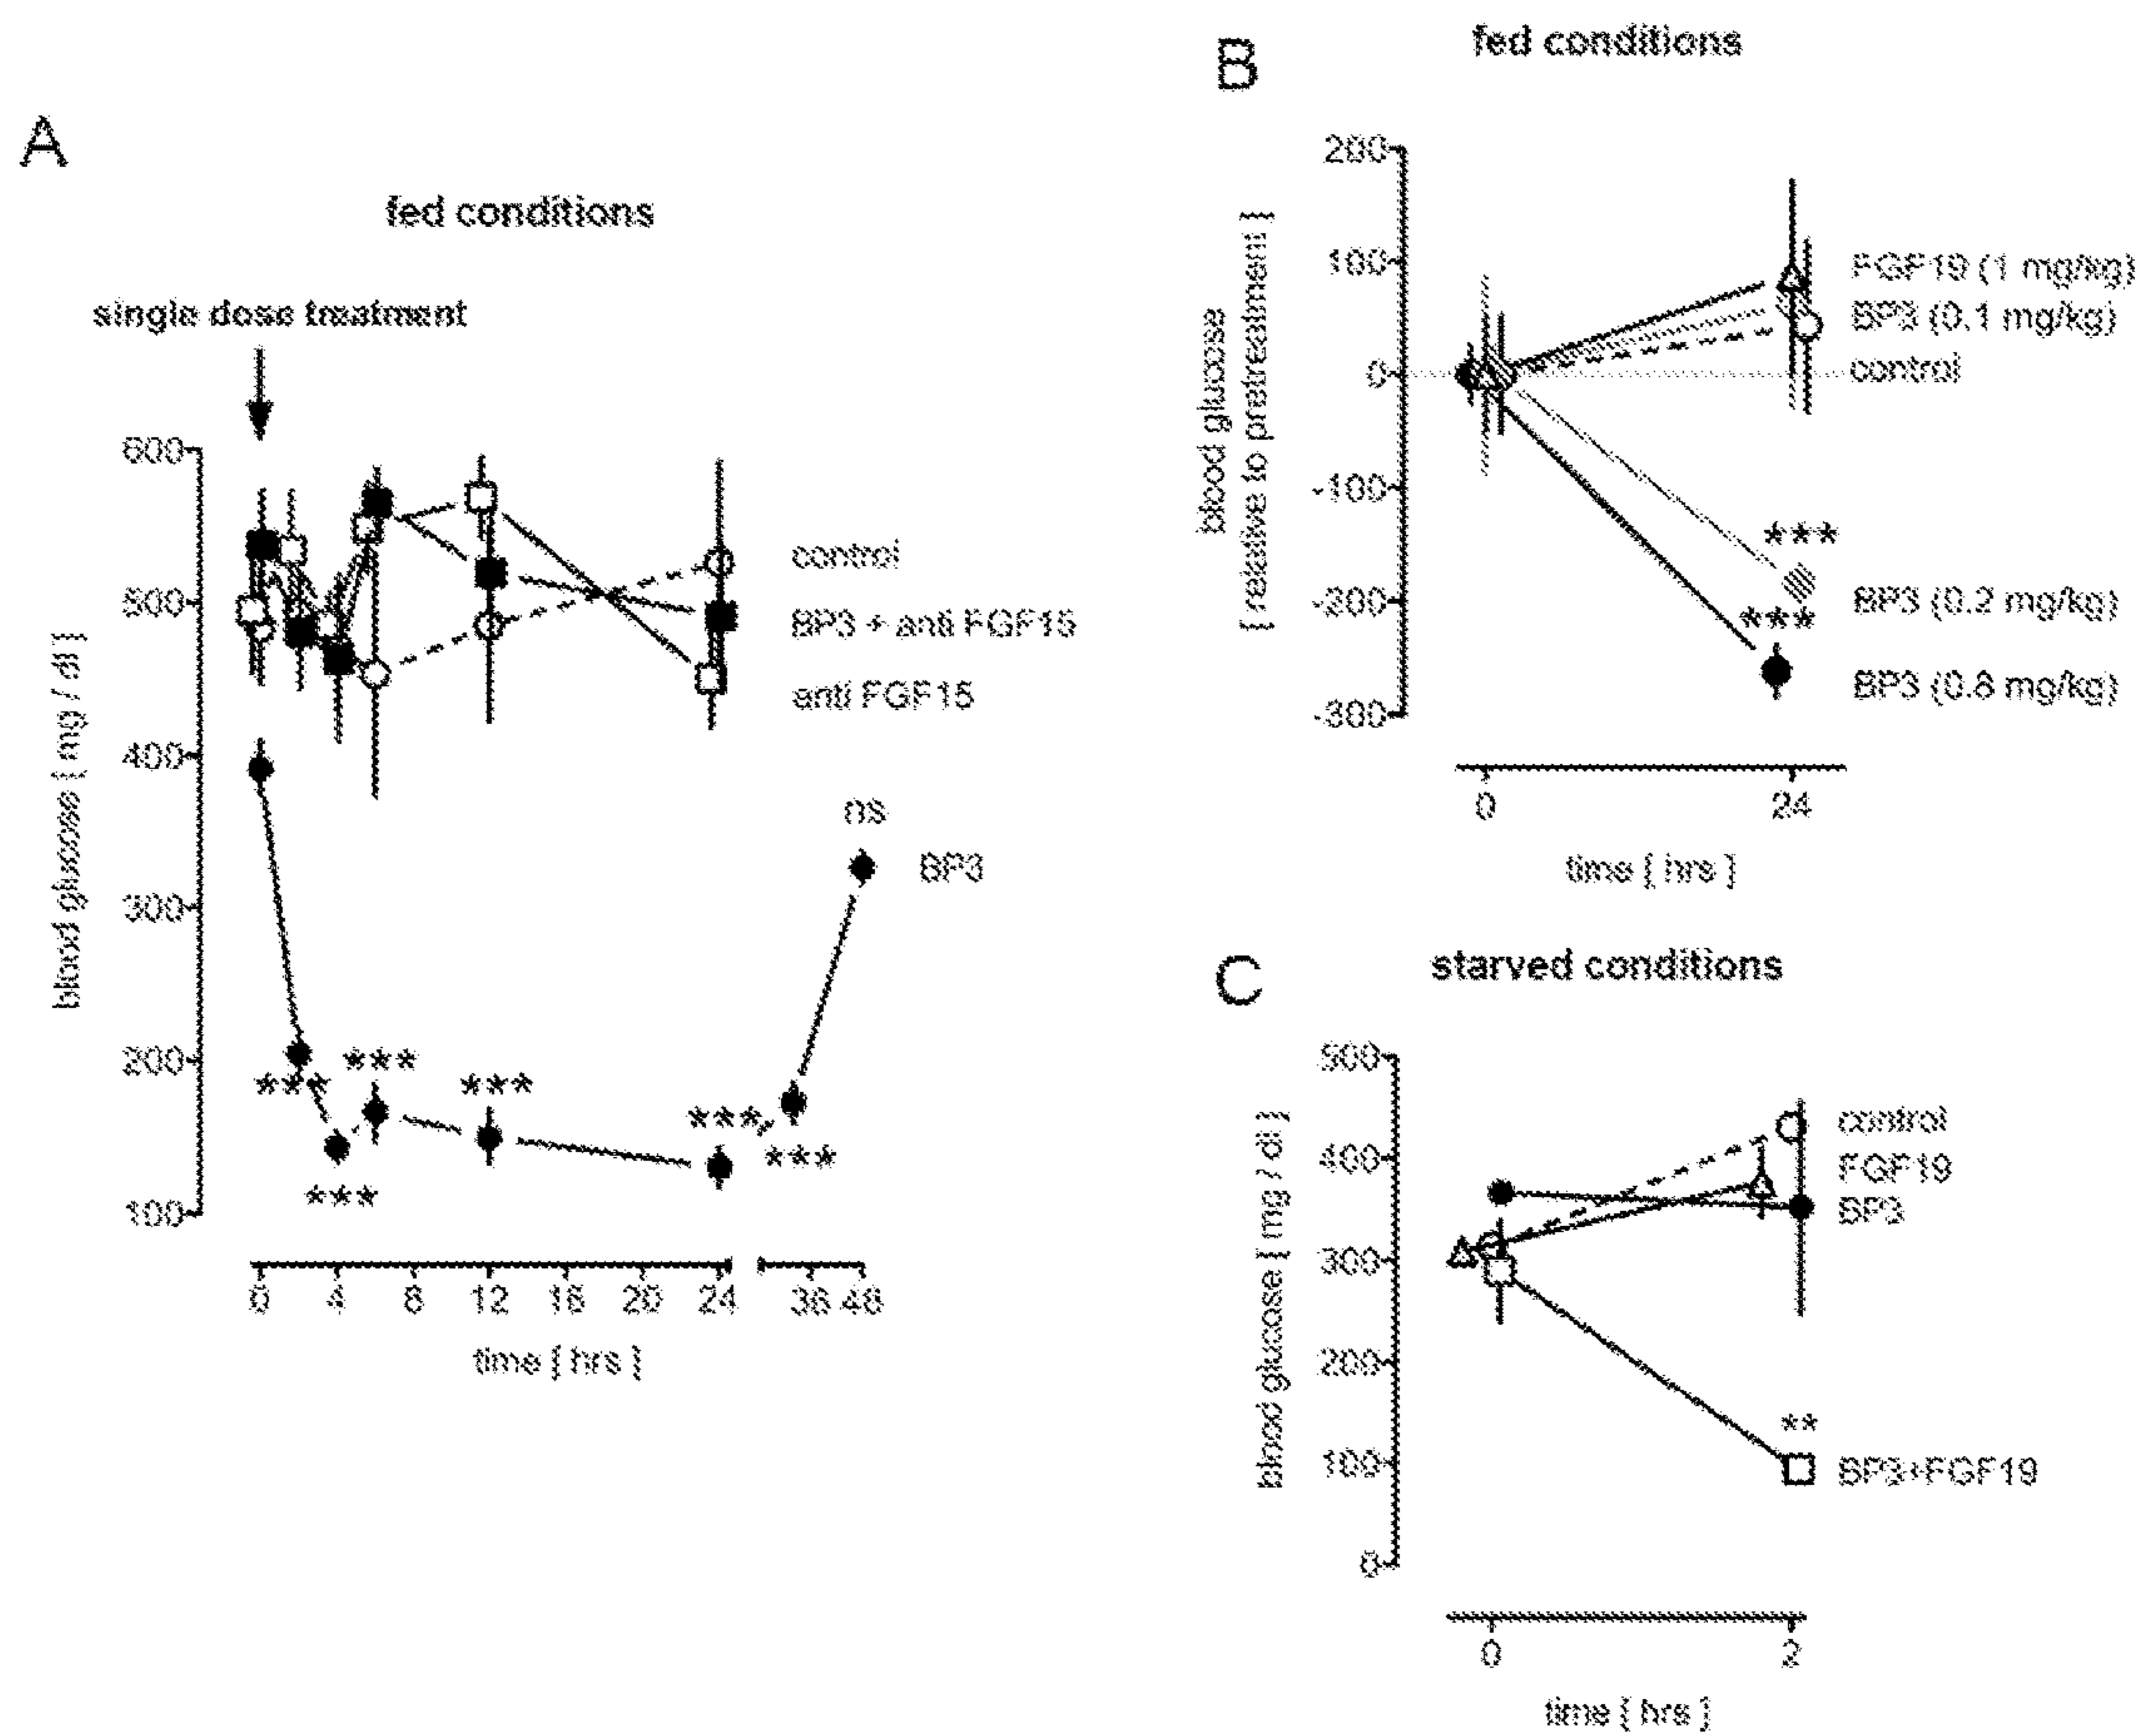 A
fed conditions
single dose treatment
blood glucose [ mg / dl ]
600
500
400
300
200
100
control
BP3 + anti FGF15
anti FGF15
ns
BP3
***
***
***
***
***
***
0 4 8 12 16 20 24 36 48
time [ hrs ]
B
fed conditions
blood glucose
[ relative to pretreatment ]
200
100
0
-100
-200
-300
FGF19 (1 mg/kg)
BP3 (0.1 mg/kg)
control
***
BP3 (0.2 mg/kg)
***
BP3 (0.8 mg/kg)
0 24
time [ hrs ]
C
starved conditions
blood glucose [ mg / dl ]
500
400
300
200
100
0
control
FGF19
BP3
**
BP3+FGF19
0 2
time [ hrs ]